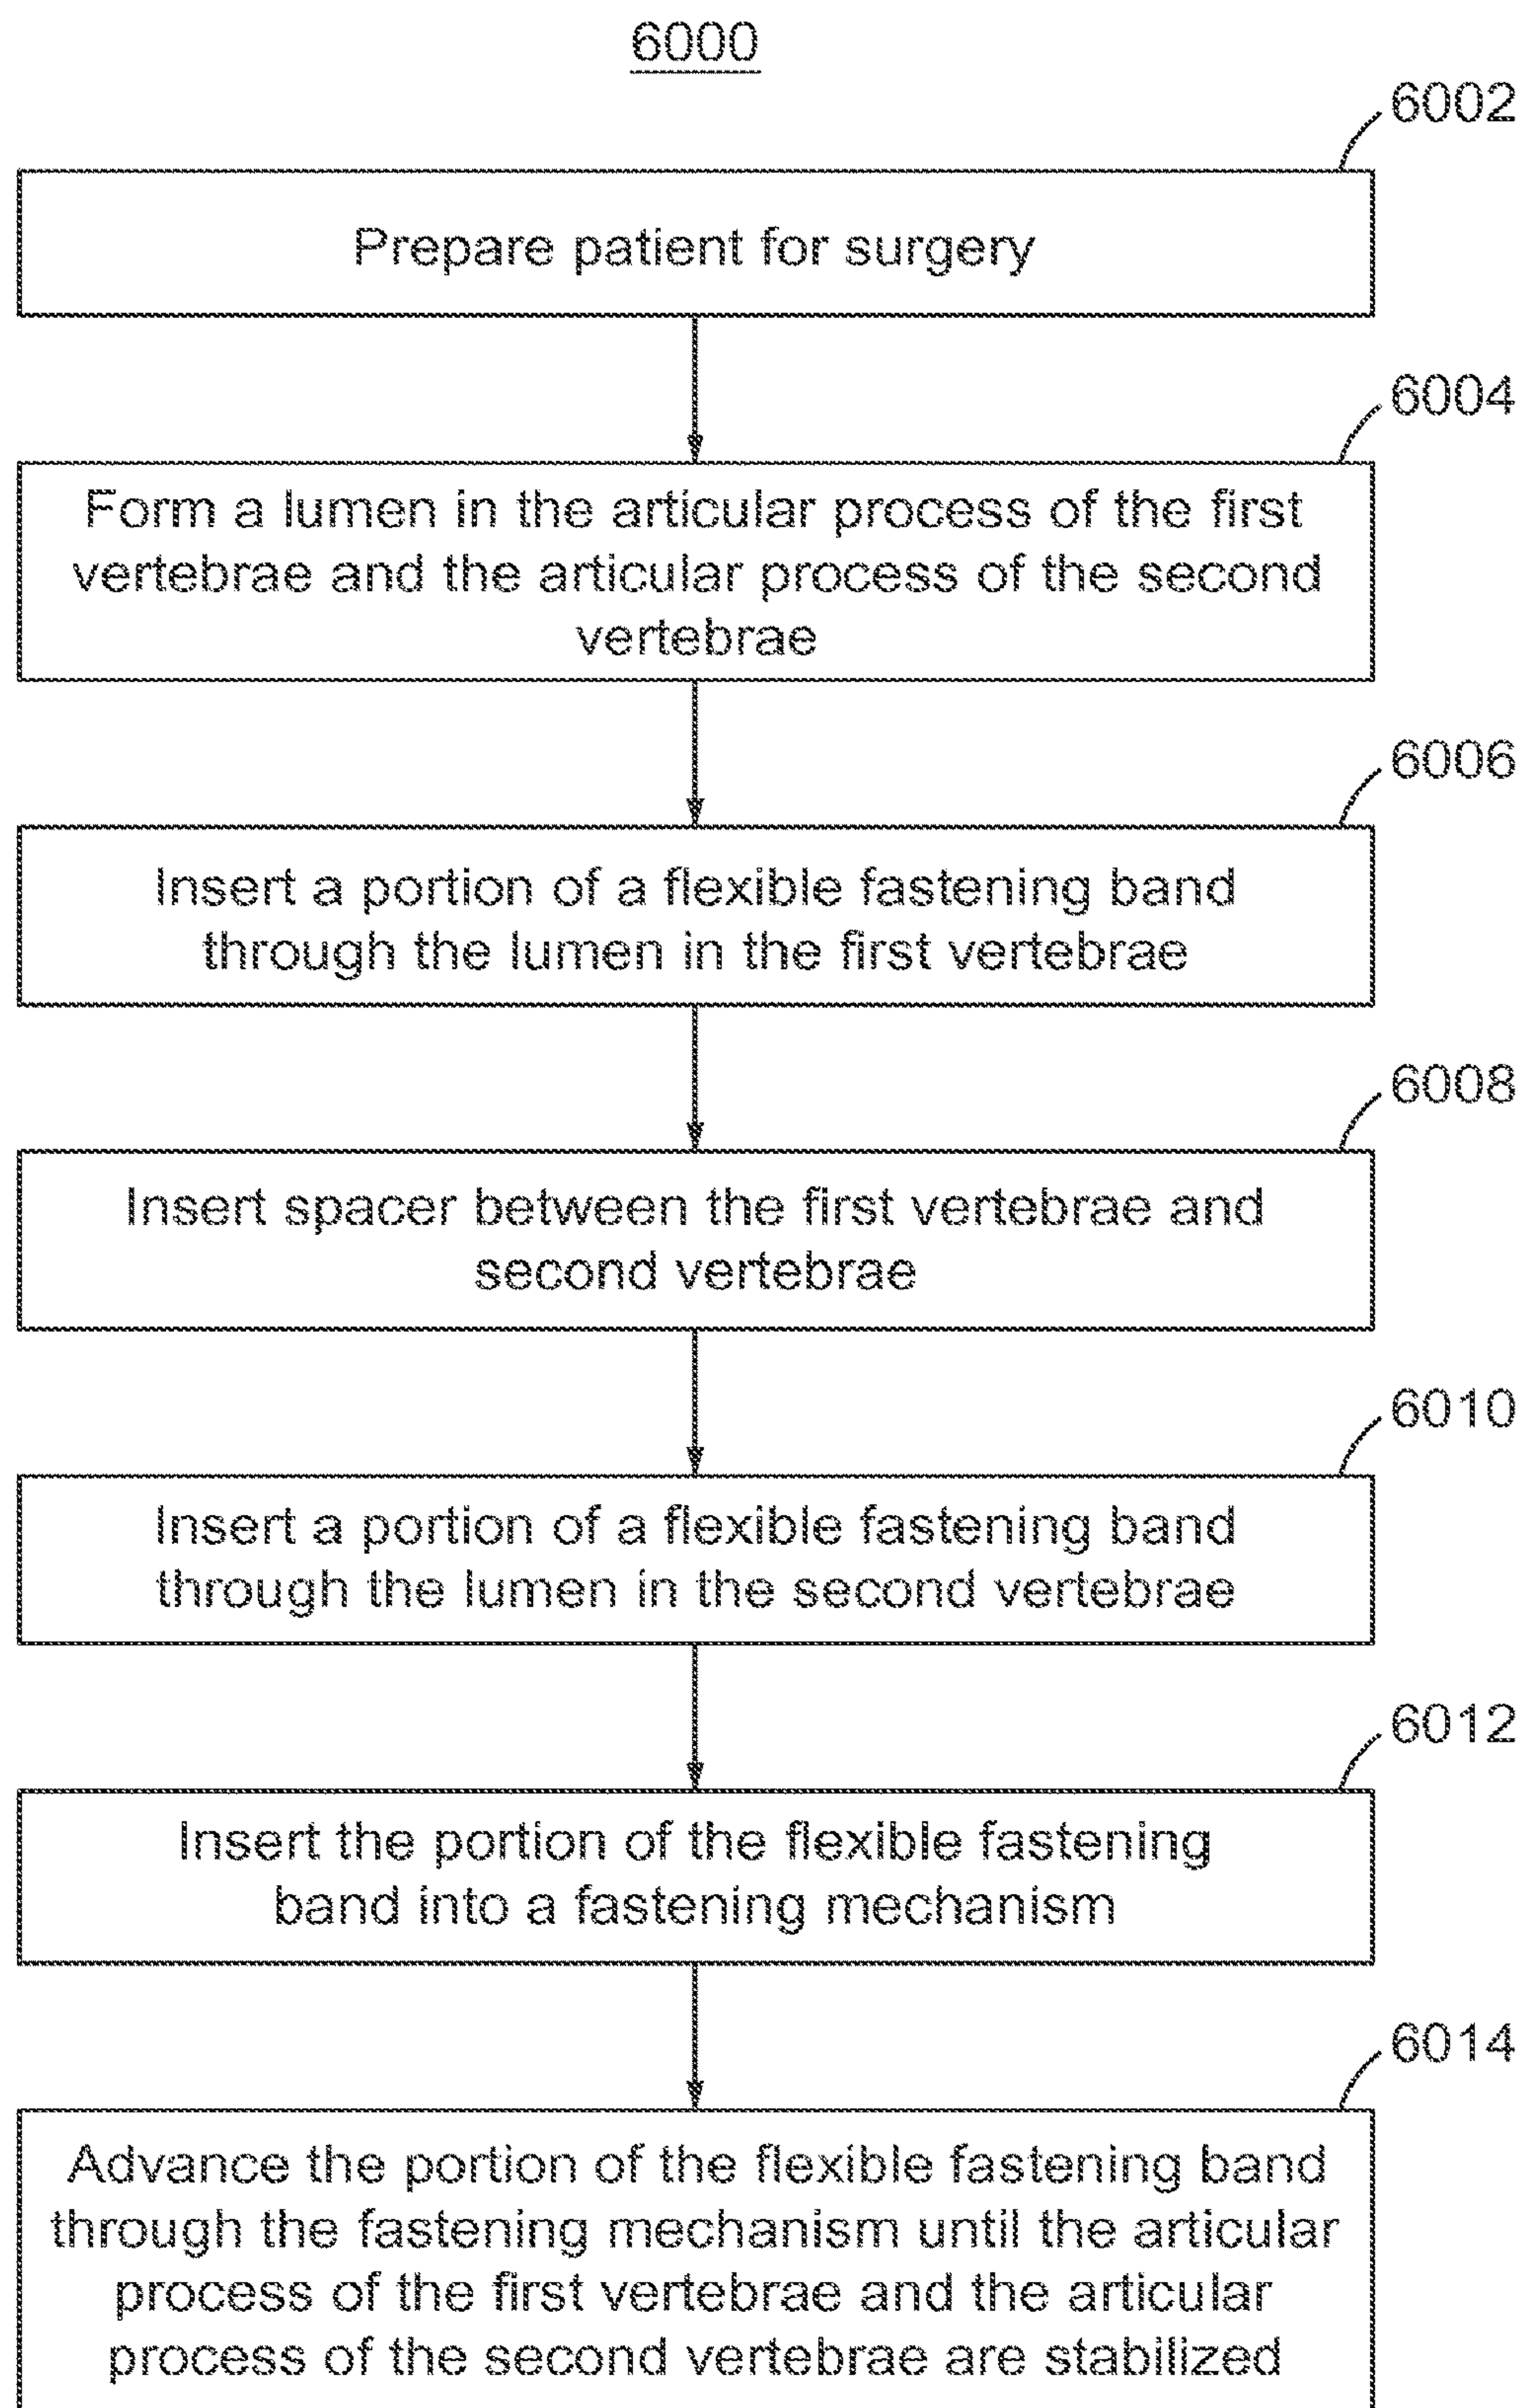 6000
6002
Prepare patient for surgery
6004
Form a lumen in the articular process of the first
vertebrae and the articular process of the second
vertebrae
6006
Insert a portion of a flexible fastening band
through the lumen in the first vertebrae
6008
Insert spacer between the first vertebrae and
second vertebrae
6010
Insert a portion of a flexible fastening band
through the lumen in the second vertebrae
6012
Insert the portion of the flexible fastening
band into a fastening mechanism
6014
Advance the portion of the flexible fastening band
through the fastening mechanism until the articular
process of the first vertebrae and the articular
process of the second vertebrae are stabilized